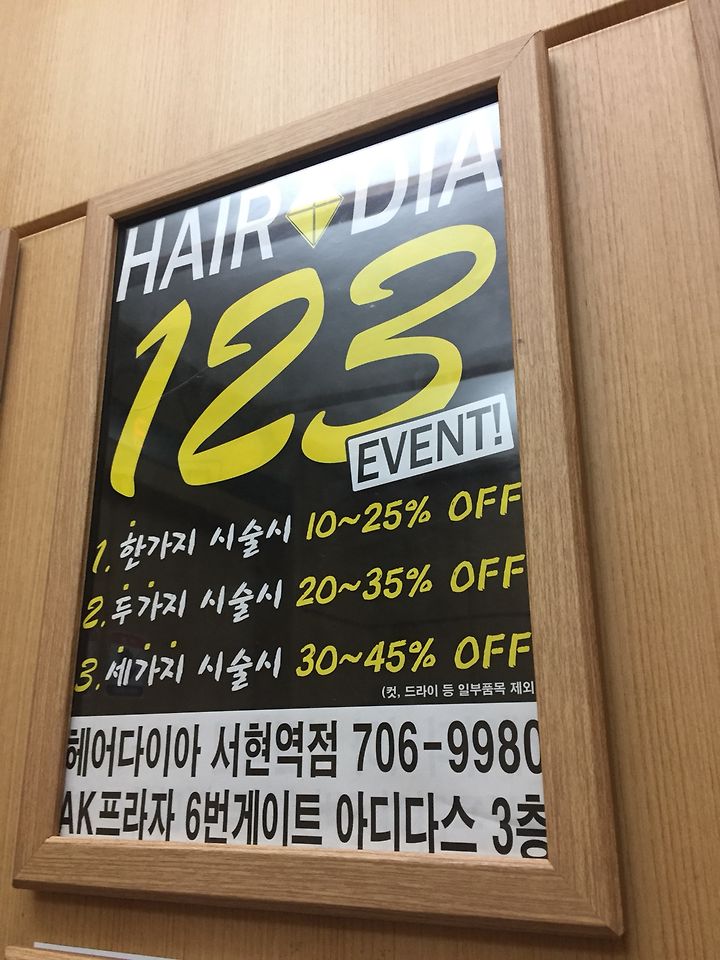 HAIR DIA
123
EVENT!
1. 한가지 시술시 10~25% OFF
2. 두가지 시술시 20~35% OFF
3. 세가지 시술시 30~45% OFF
(컷, 드라이 등 일부품목 제외
헤어다이아 서현역점 706-9980
AK프라자 6번게이트 아디다스 3층